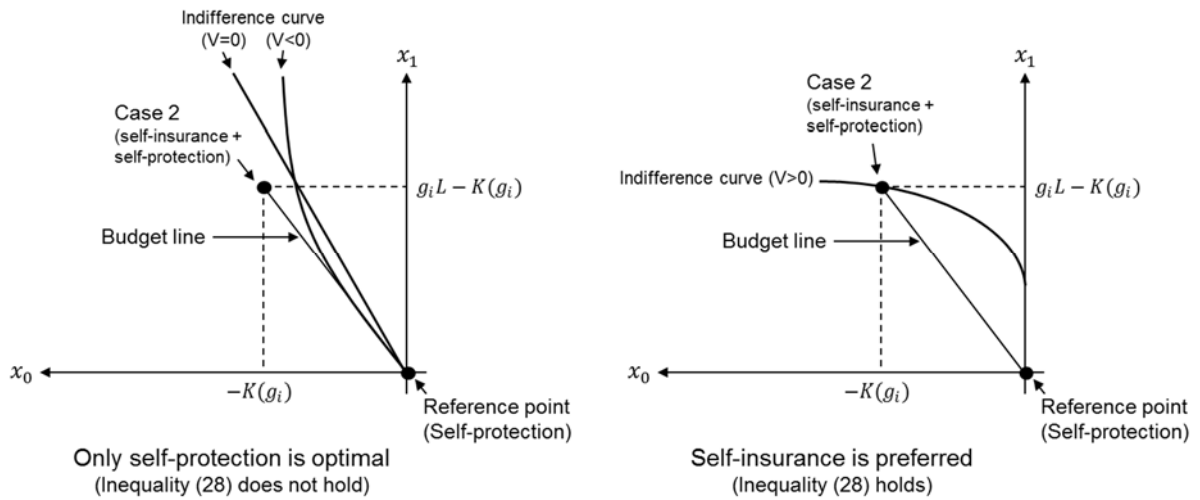 Indifference curve
(V=0) (V<0)
x₁
Case 2
(self-insurance +
self-protection)
gᵢL − K(gᵢ)
Budget line
x₀
−K(gᵢ)
Reference point
(Self-protection)
Only self-protection is optimal
(Inequality (28) does not hold)
x₁
Case 2
(self-insurance +
self-protection)
Indifference curve (V>0)
gᵢL − K(gᵢ)
Budget line
x₀
−K(gᵢ)
Reference point
(Self-protection)
Self-insurance is preferred
(Inequality (28) holds)